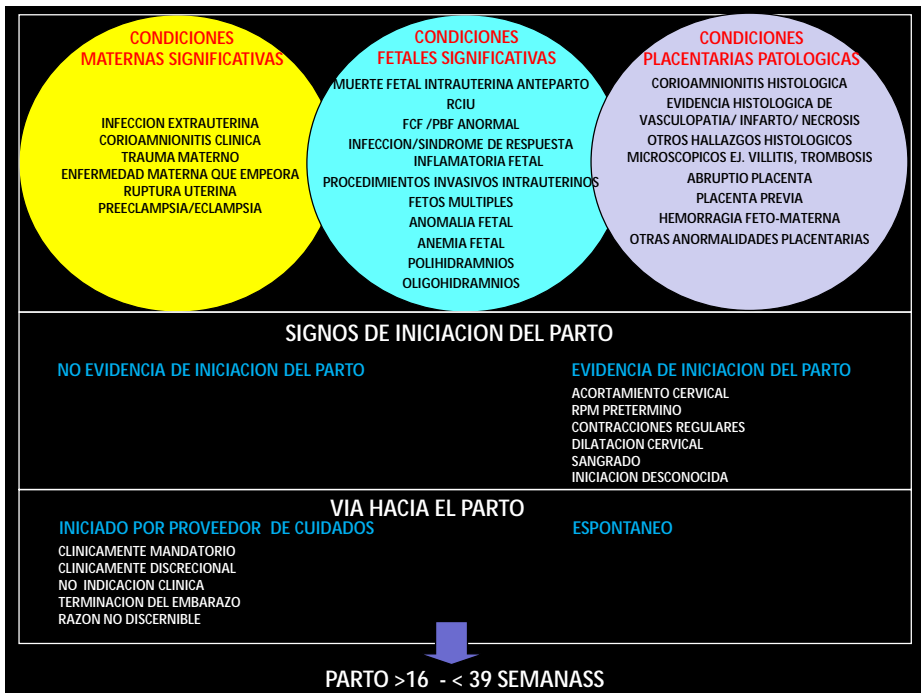 CONDICIONES
MATERNAS SIGNIFICATIVAS
INFECCION EXTRAUTERINA
CORIOAMNIONITIS CLINICA
TRAUMA MATERNO
ENFERMEDAD MATERNA QUE EMPEORA
RUPTURA UTERINA
PREECLAMPSIA/ECLAMPSIA
CONDICIONES
FETALES SIGNIFICATIVAS
MUERTE FETAL INTRAUTERINA ANTEPARTO
RCIU
FCF /PBF ANORMAL
INFECCION/SINDROME DE RESPUESTA
INFLAMATORIA FETAL
PROCEDIMIENTOS INVASIVOS INTRAUTERINOS
FETOS MULTIPLES
ANOMALIA FETAL
ANEMIA FETAL
POLIHIDRAMNIOS
OLIGOHIDRAMNIOS
CONDICIONES
PLACENTARIAS PATOLOGICAS
CORIOAMNIONITIS HISTOLOGICA
EVIDENCIA HISTOLOGICA DE
VASCULOPATIA/ INFARTO/ NECROSIS
OTROS HALLAZGOS HISTOLOGICOS
MICROSCOPICOS EJ. VILLITIS, TROMBOSIS
ABRUPTIO PLACENTA
PLACENTA PREVIA
HEMORRAGIA FETO-MATERNA
OTRAS ANORMALIDADES PLACENTARIAS
SIGNOS DE INICIACION DEL PARTO
NO EVIDENCIA DE INICIACION DEL PARTO
EVIDENCIA DE INICIACION DEL PARTO
ACORTAMIENTO CERVICAL
RPM PRETERMINO
CONTRACCIONES REGULARES
DILATACION CERVICAL
SANGRADO
INICIACION DESCONOCIDA
VIA HACIA EL PARTO
INICIADO POR PROVEEDOR DE CUIDADOS
ESPONTANEO
CLINICAMENTE MANDATORIO
CLINICAMENTE DISCRECIONAL
NO INDICACION CLINICA
TERMINACION DEL EMBARAZO
RAZON NO DISCERNIBLE
PARTO >16 - < 39 SEMANASS